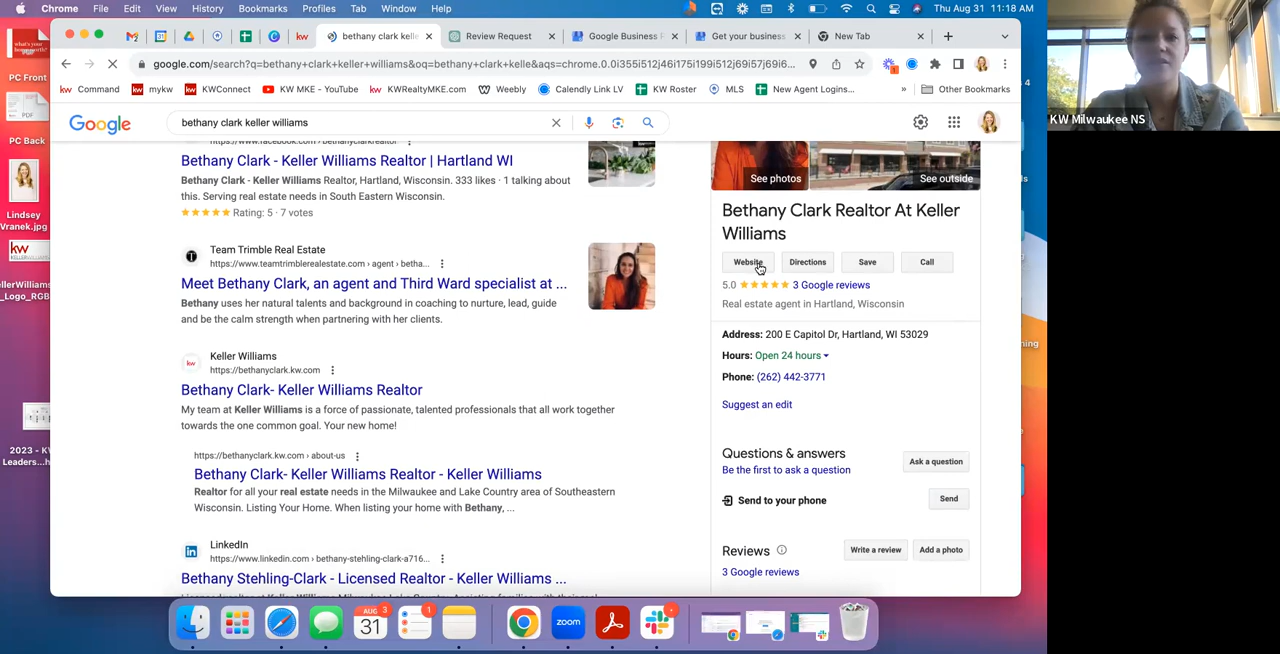 Chrome File Edit View History Bookmarks Profiles Tab Window Help
Thu Aug 31 11:18 AM
bethany clark kelle
Review Request
Google Business P
Get your business
New Tab
google.com/search?q=bethany+clark+keller+williams&oq=bethany+clark+kelle&aqs=chrome.0.0i355i512j46i175i199i512j69i57j69i6...
kw Command
mykw
KWConnect
KW MKE - YouTube
KWRealtyMKE.com
Weebly
Calendly Link LV
KW Roster
MLS
New Agent Logins...
»
Other Bookmarks
Google
bethany clark keller williams
Bethany Clark - Keller Williams Realtor | Hartland WI
Bethany Clark - Keller Williams Realtor, Hartland, Wisconsin. 333 likes · 1 talking about
this. Serving real estate needs in South Eastern Wisconsin.
Rating: 5 · 7 votes
Team Trimble Real Estate
https://www.teamtrimblerealestate.com › agent › betha...
Meet Bethany Clark, an agent and Third Ward specialist at ...
Bethany uses her natural talents and background in coaching to nurture, lead, guide
and be the calm strength when partnering with her clients.
Keller Williams
https://bethanyclark.kw.com
Bethany Clark- Keller Williams Realtor
My team at Keller Williams is a force of passionate, talented professionals that all work together
towards the one common goal. Your new home!
https://bethanyclark.kw.com › about-us
Bethany Clark- Keller Williams Realtor - Keller Williams
Realtor for all your real estate needs in the Milwaukee and Lake Country area of Southeastern
Wisconsin. Listing Your Home. When listing your home with Bethany, ...
LinkedIn
https://www.linkedin.com › bethany-stehling-clark-a716...
Bethany Stehling-Clark - Licensed Realtor - Keller Williams ...
See photos
See outside
Bethany Clark Realtor At Keller
Williams
Website
Directions
Save
Call
5.0
3 Google reviews
Real estate agent in Hartland, Wisconsin
Address: 200 E Capitol Dr, Hartland, WI 53029
Hours: Open 24 hours
Phone: (262) 442-3771
Suggest an edit
Questions & answers
Be the first to ask a question
Ask a question
Send to your phone
Send
Reviews
Write a review
Add a photo
3 Google reviews
PC Front
PDF
PC Back
Lindsey
Vranek.jpg
kw
KELLERWILLIAMS
ellerWilliams
_Logo_RGB
2023 - KW
Leaders...h
KW Milwaukee NS
AUG
31
3
1
zoom